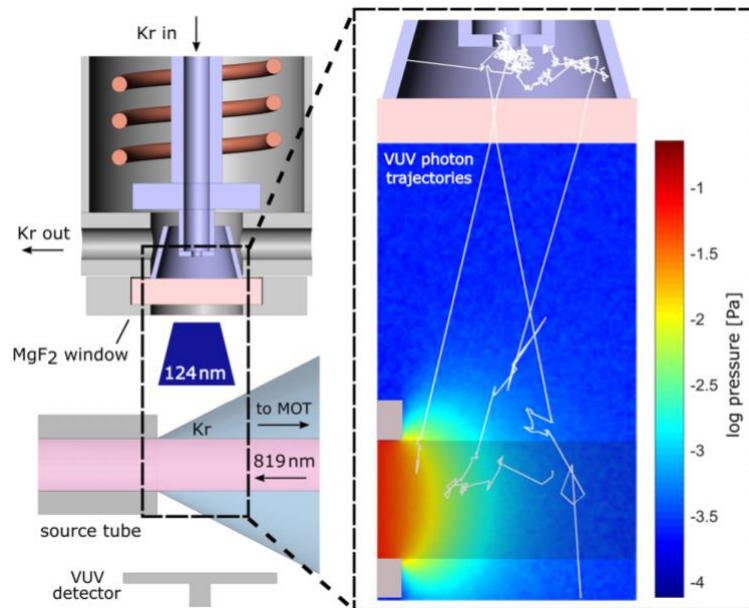 Kr in
Kr out
MgF2 window
124 nm
Kr
to MOT
819 nm
source tube
VUV
detector
VUV photon
trajectories
-1
-1.5
-2
-2.5
-3
-3.5
-4
log pressure [Pa]